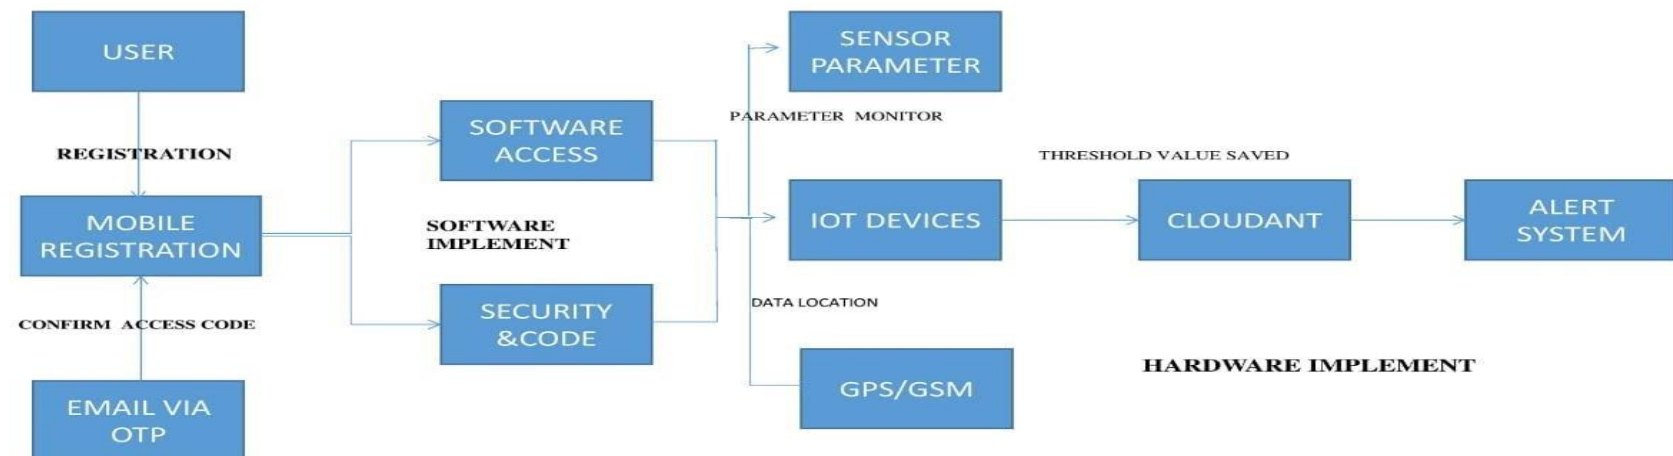 USER
REGISTRATION
MOBILE
REGISTRATION
CONFIRM ACCESS CODE
EMAIL VIA
OTP
SOFTWARE
ACCESS
SOFTWARE
IMPLEMENT
SECURITY
&CODE
SENSOR
PARAMETER
PARAMETER MONITOR
IOT DEVICES
DATA LOCATION
GPS/GSM
THRESHOLD VALUE SAVED
CLOUDANT
ALERT
SYSTEM
HARDWARE IMPLEMENT